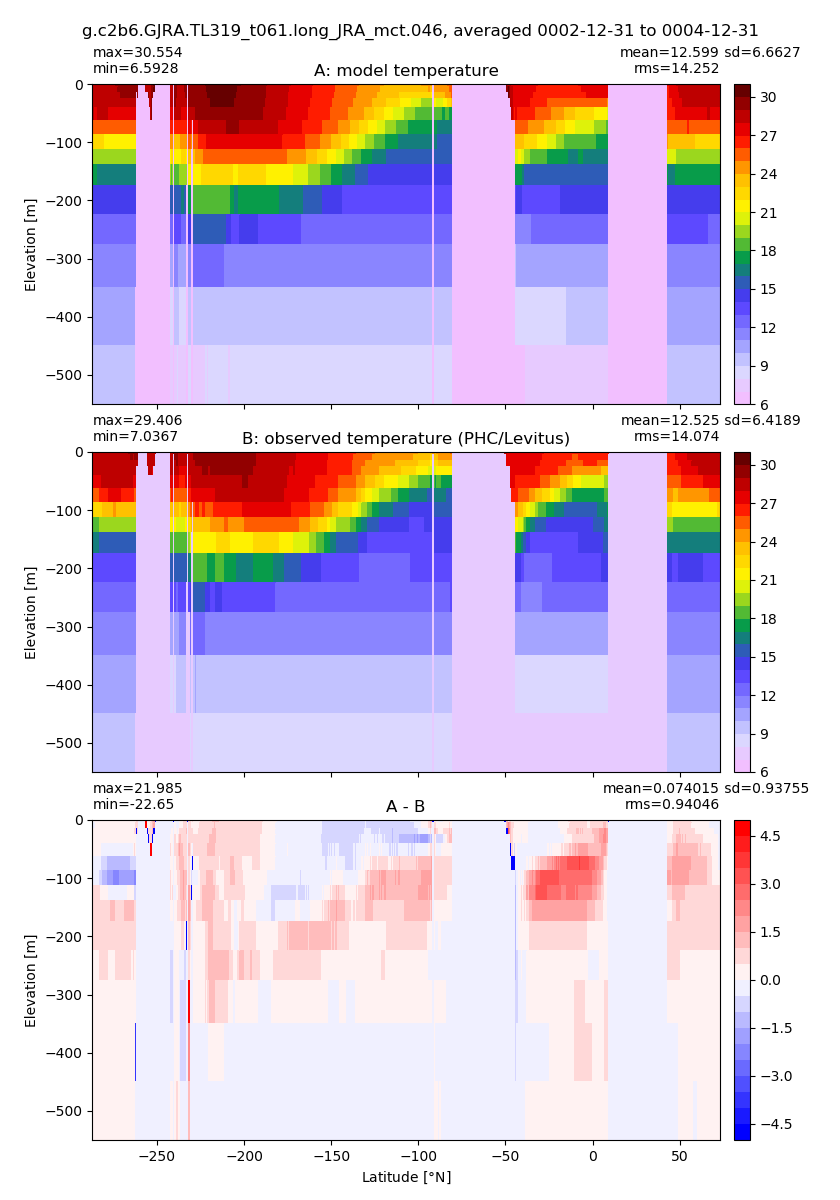 g.c2b6.GJRA.TL319_t061.long_JRA_mct.046, averaged 0002-12-31 to 0004-12-31
max=30.554
min=6.5928
A: model temperature
mean=12.599 sd=6.6627
rms=14.252
0
−100
−200
−300
−400
−500
Elevation [m]
30
27
24
21
18
15
12
9
6
max=29.406
min=7.0367
B: observed temperature (PHC/Levitus)
mean=12.525 sd=6.4189
rms=14.074
0
−100
−200
−300
−400
−500
Elevation [m]
30
27
24
21
18
15
12
9
6
max=21.985
min=-22.65
A - B
mean=0.074015 sd=0.93755
rms=0.94046
0
−100
−200
−300
−400
−500
Elevation [m]
4.5
3.0
1.5
0.0
−1.5
−3.0
−4.5
−250 −200 −150 −100 −50 0 50
Latitude [°N]